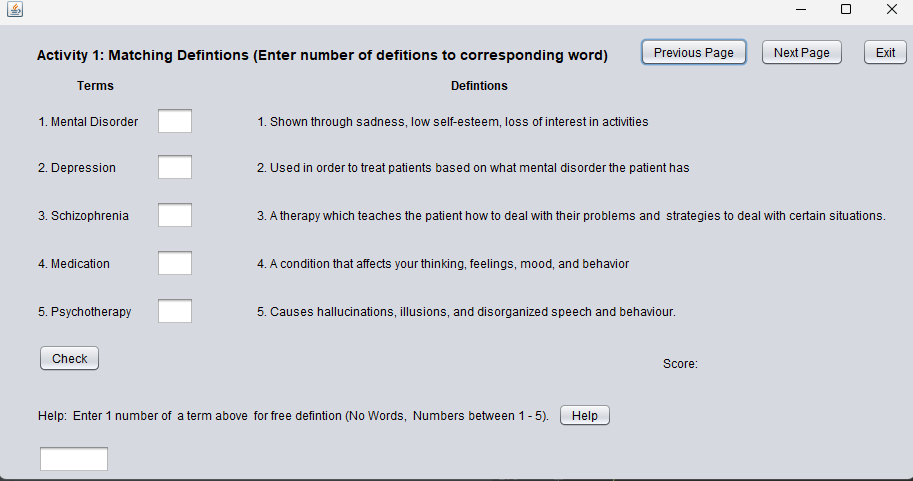 Activity 1: Matching Defintions (Enter number of defitions to corresponding word) Previous Page Next Page Exit
Terms Defintions
1. Mental Disorder 1. Shown through sadness, low self-esteem, loss of interest in activities
2. Depression 2. Used in order to treat patients based on what mental disorder the patient has
3. Schizophrenia 3. A therapy which teaches the patient how to deal with their problems and strategies to deal with certain situations.
4. Medication 4. A condition that affects your thinking, feelings, mood, and behavior
5. Psychotherapy 5. Causes hallucinations, illusions, and disorganized speech and behaviour.
Check
Score:
Help: Enter 1 number of a term above for free defintion (No Words, Numbers between 1 - 5). Help